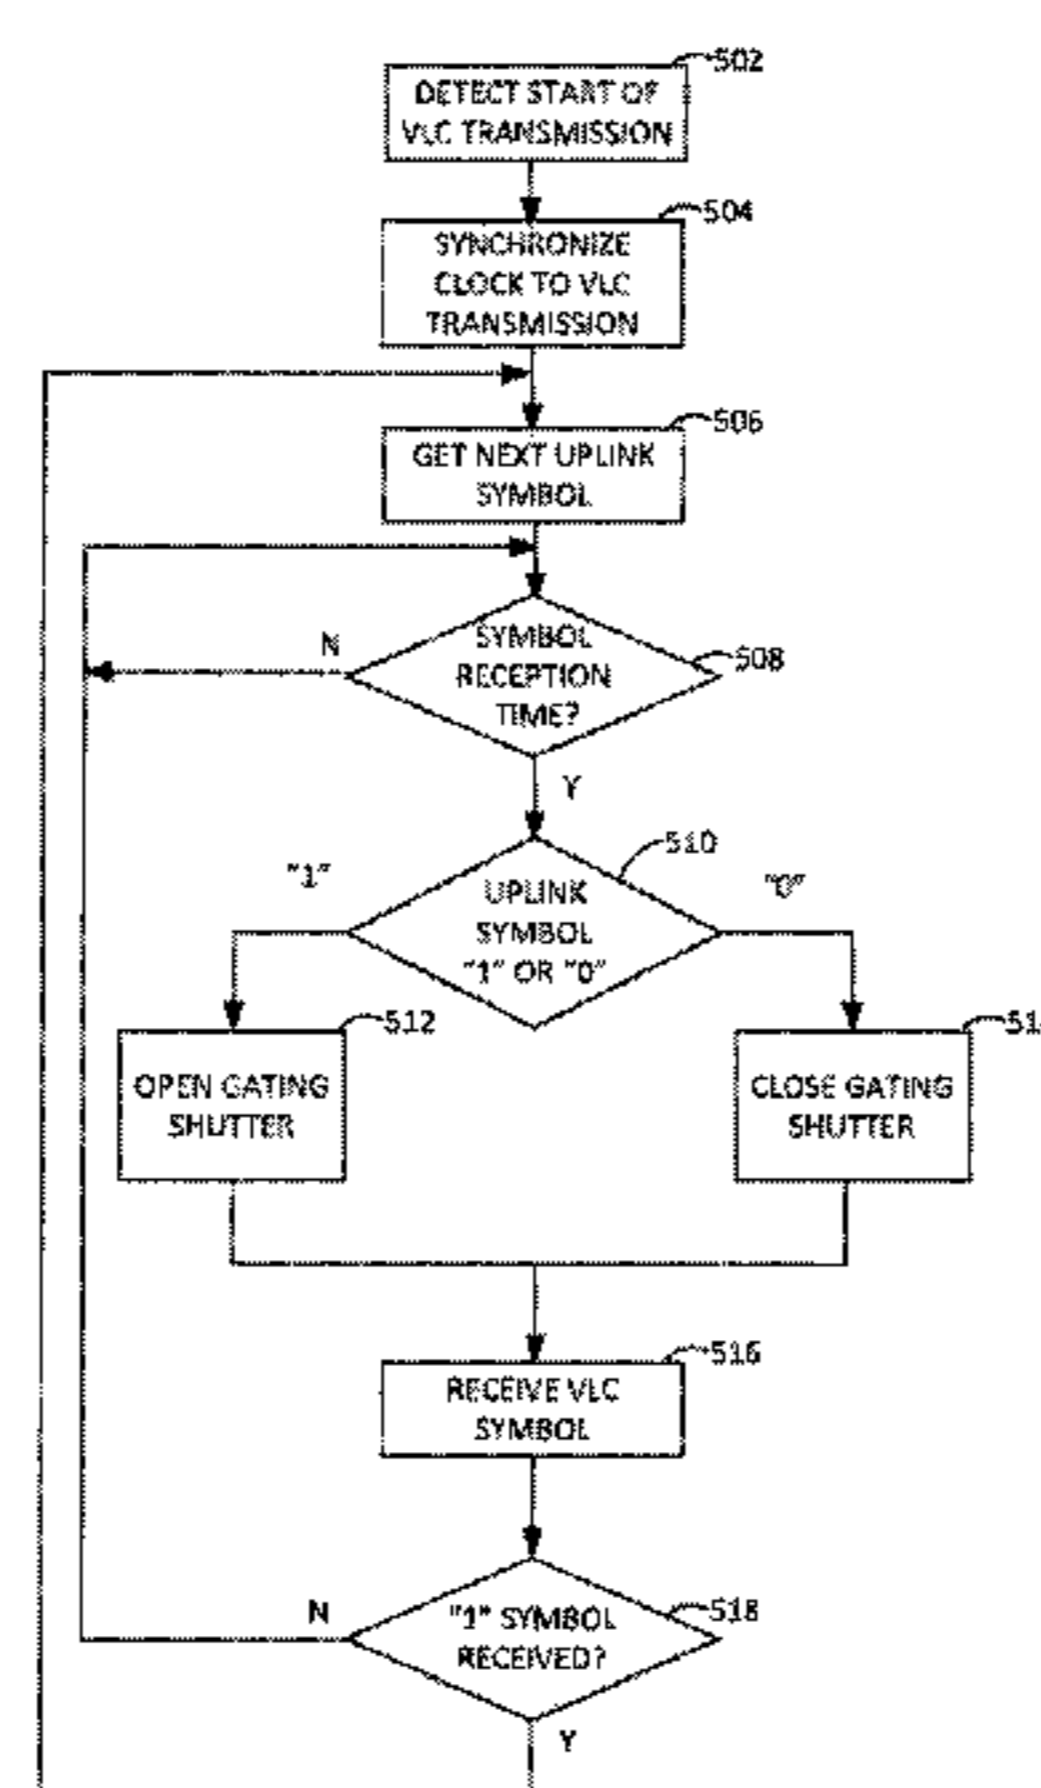 502
DETECT START OF
VLC TRANSMISSION
504
SYNCHRONIZE
CLOCK TO VLC
TRANSMISSION
506
GET NEXT UPLINK
SYMBOL
N
SYMBOL
RECEPTION
TIME?
508
Y
510
"1"
UPLINK
SYMBOL
"1" OR "0"
"0"
512
OPEN GATING
SHUTTER
CLOSE GATING
SHUTTER
516
RECEIVE VLC
SYMBOL
N
"1" SYMBOL
RECEIVED?
518
Y